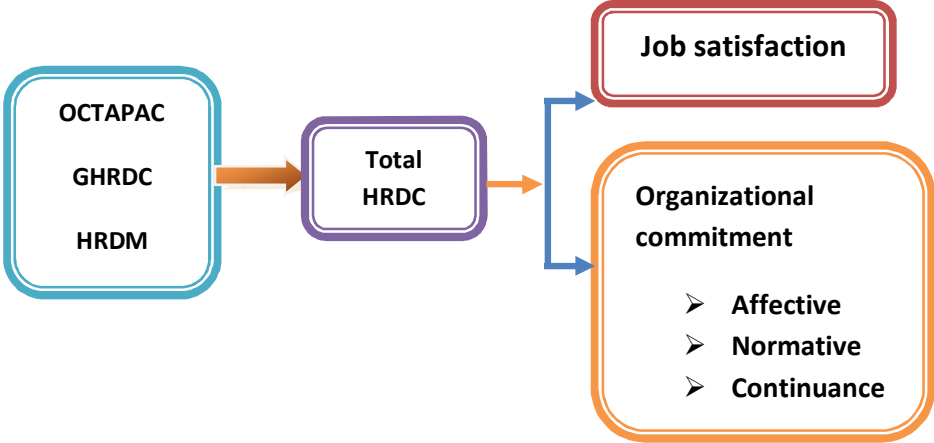 OCTAPAC
GHRDC
HRDM
Total
HRDC
Job satisfaction
Organizational
commitment
➢ Affective
➢ Normative
➢ Continuance